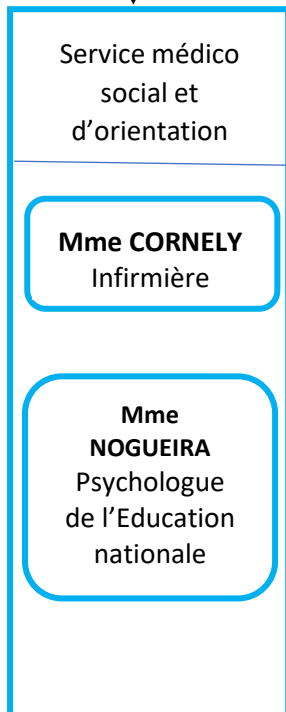 Service médico
social et
d’orientation
Mme CORNELY
Infirmière
Mme
NOGUEIRA
Psychologue
de l’Education
nationale